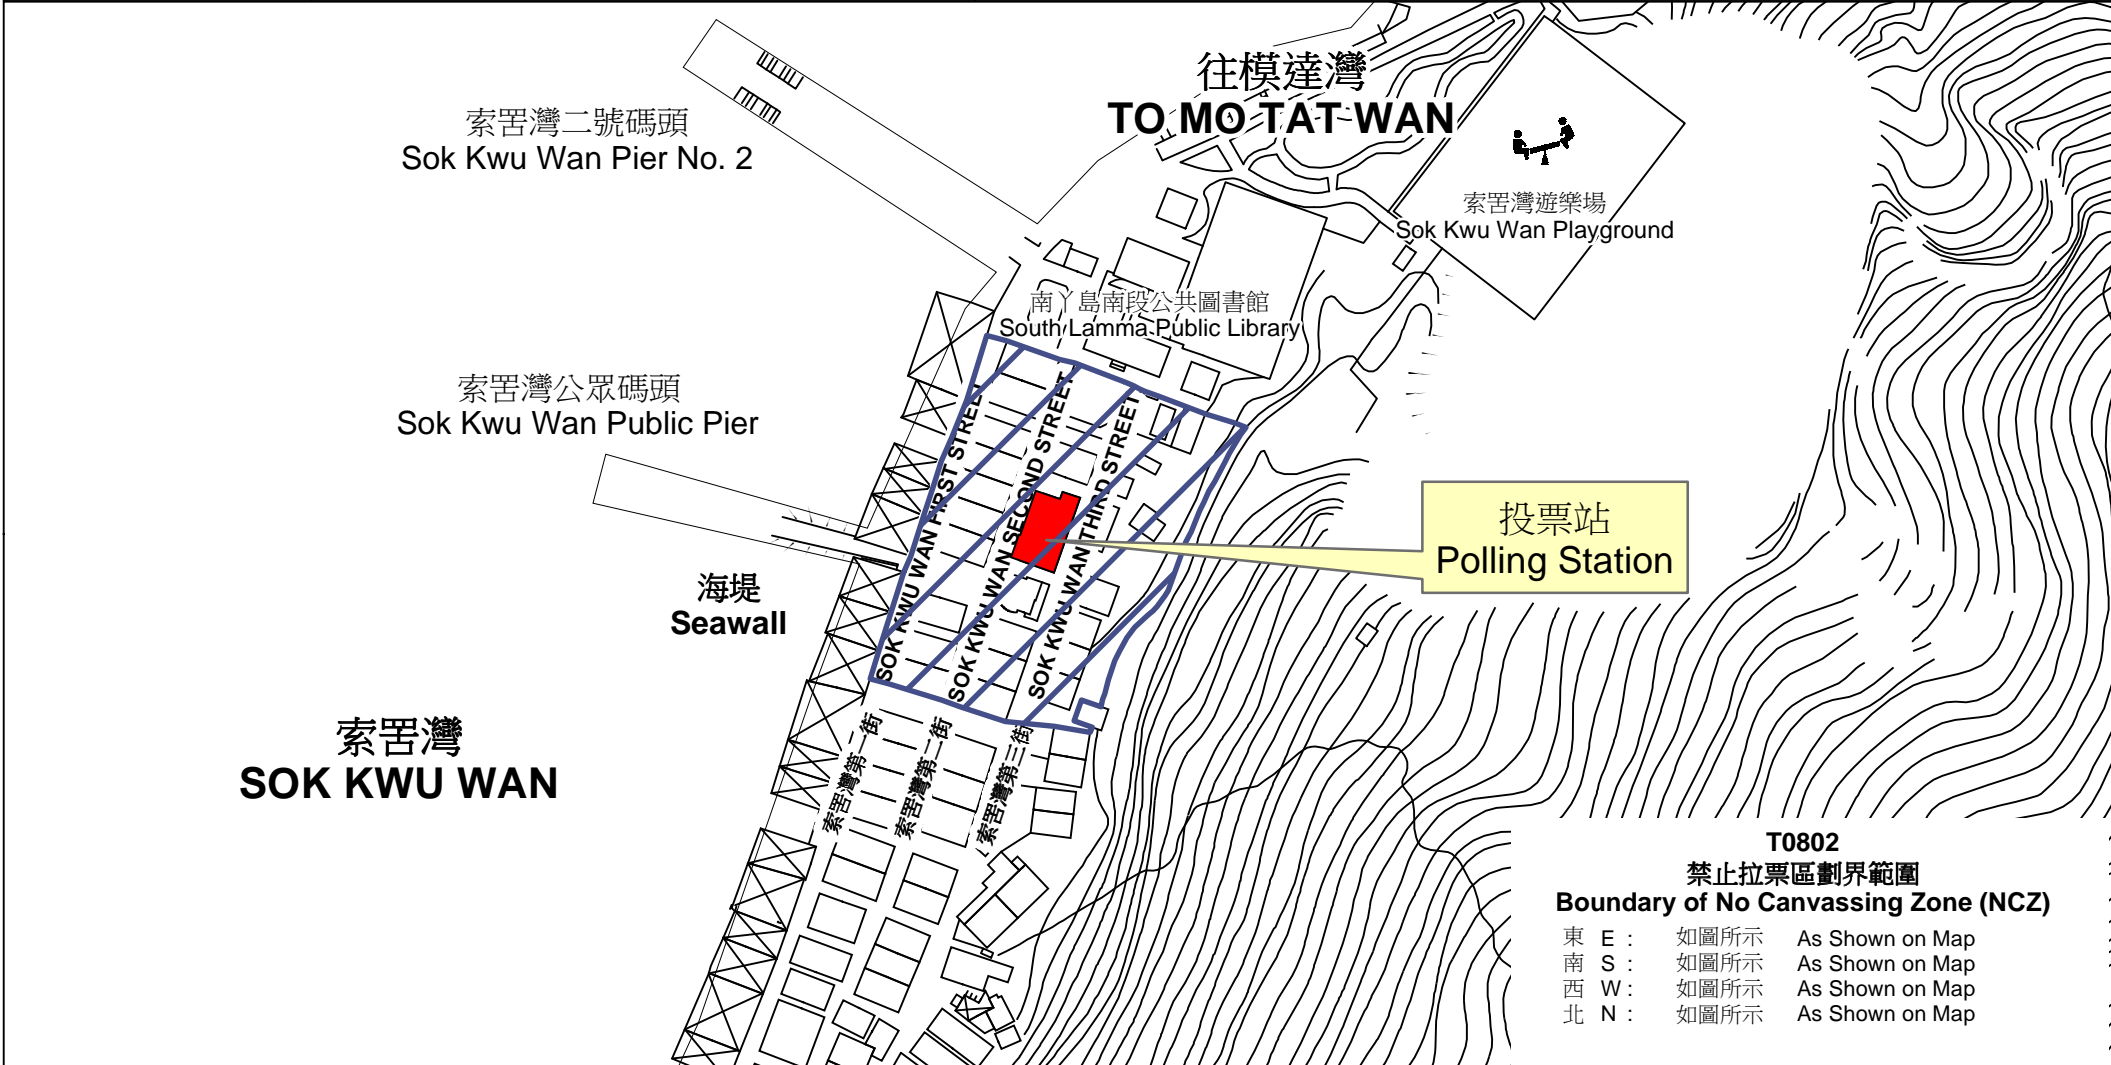 往模達灣
TO MO TAT WAN
索罟灣二號碼頭
Sok Kwu Wan Pier No. 2
索罟灣遊樂場
Sok Kwu Wan Playground
南丫島南段公共圖書館
South Lamma Public Library
索罟灣公眾碼頭
Sok Kwu Wan Public Pier
SOK KWU WAN FIRST STREET
SOK KWU WAN SECOND STREET
SOK KWU WAN THIRD STREET
投票站
Polling Station
海堤
Seawall
索罟灣
SOK KWU WAN
索罟灣第一街
索罟灣第二街
索罟灣第三街
T0802
禁止拉票區劃界範圍
Boundary of No Canvassing Zone (NCZ)
東 E : 如圖所示 As Shown on Map
南 S : 如圖所示 As Shown on Map
西 W : 如圖所示 As Shown on Map
北 N : 如圖所示 As Shown on Map